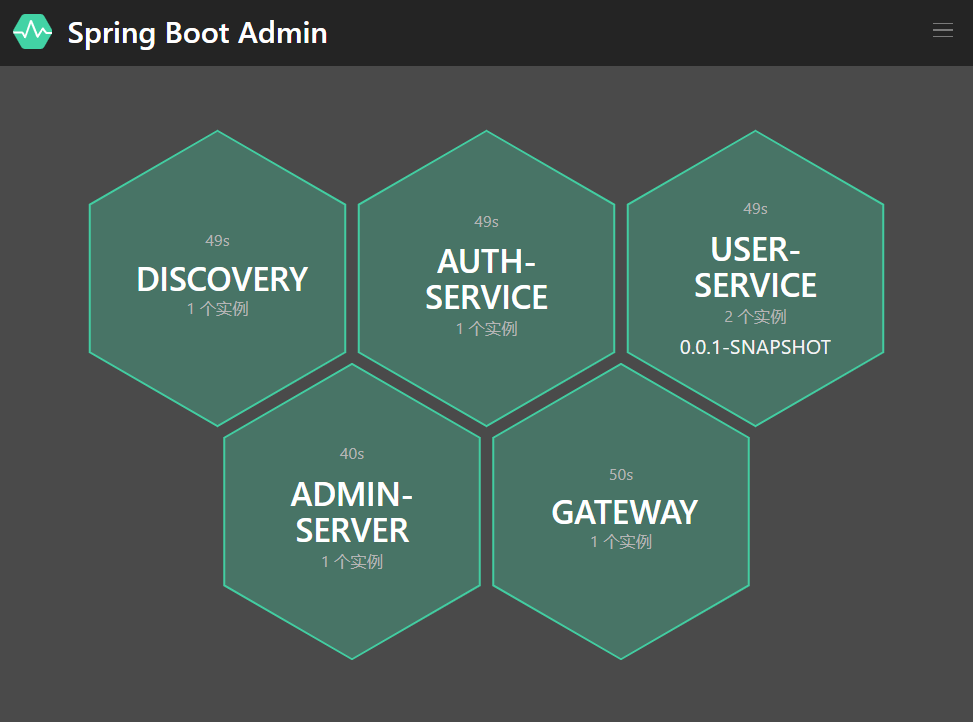 Spring Boot Admin
49s
DISCOVERY
1 个实例
49s
AUTH-
SERVICE
1 个实例
49s
USER-
SERVICE
2 个实例
0.0.1-SNAPSHOT
40s
ADMIN-
SERVER
1 个实例
50s
GATEWAY
1 个实例